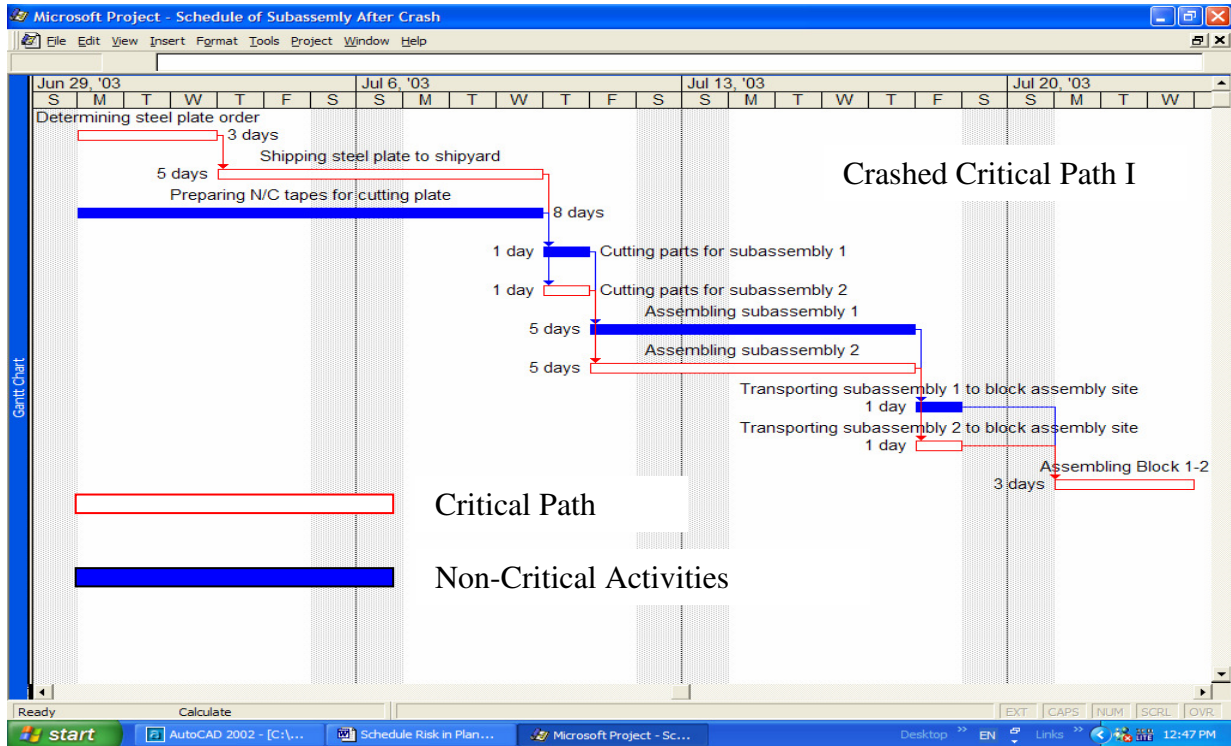 Microsoft Project - Schedule of Subassemly After Crash
File Edit View Insert Format Tools Project Window Help
Jun 29, '03 Jul 6, '03 Jul 13, '03 Jul 20, '03
S M T W T F S S M T W T F S S M T W T F S S M T W
Determining steel plate order
3 days
Shipping steel plate to shipyard
5 days
Crashed Critical Path I
Preparing N/C tapes for cutting plate
8 days
1 day Cutting parts for subassembly 1
1 day Cutting parts for subassembly 2
Assembling subassembly 1
5 days
Assembling subassembly 2
5 days
Transporting subassembly 1 to block assembly site
1 day
Transporting subassembly 2 to block assembly site
1 day
Assembling Block 1-2
3 days
Critical Path
Non-Critical Activities
Gantt Chart
Ready Calculate EXT CAPS NUM SCRL OVR
start AutoCAD 2002 - [C:\... Schedule Risk in Plan... Microsoft Project - Sc... Desktop EN Links 12:47 PM